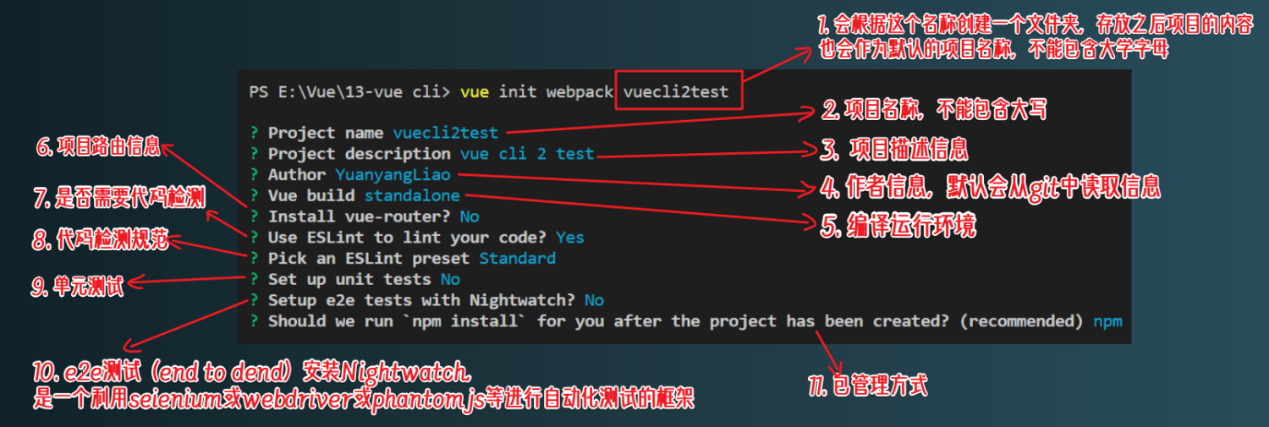 1. 会根据这个名称创建一个文件夹, 存放之后项目的内容
也会作为默认的项目名称, 不能包含大学字母
PS E:\Vue\13-vue cli> vue init webpack vuecli2test
2. 项目名称, 不能包含大写
? Project name vuecli2test
6. 项目路由信息
? Project description vue cli 2 test
3. 项目描述信息
? Author YuanyangLiao
4. 作者信息, 默认会从git中读取信息
7. 是否需要代码检测
? Vue build standalone
? Install vue-router? No
5. 编译运行环境
8. 代码检测规范
? Use ESLint to lint your code? Yes
? Pick an ESLint preset Standard
9. 单元测试
? Set up unit tests No
? Setup e2e tests with Nightwatch? No
? Should we run `npm install` for you after the project has been created? (recommended) npm
10. e2e测试（end to dend）安装Nightwatch,
是一个利用seienium或webdriver或phantomjs等进行自动化测试的框架
11. 包管理方式